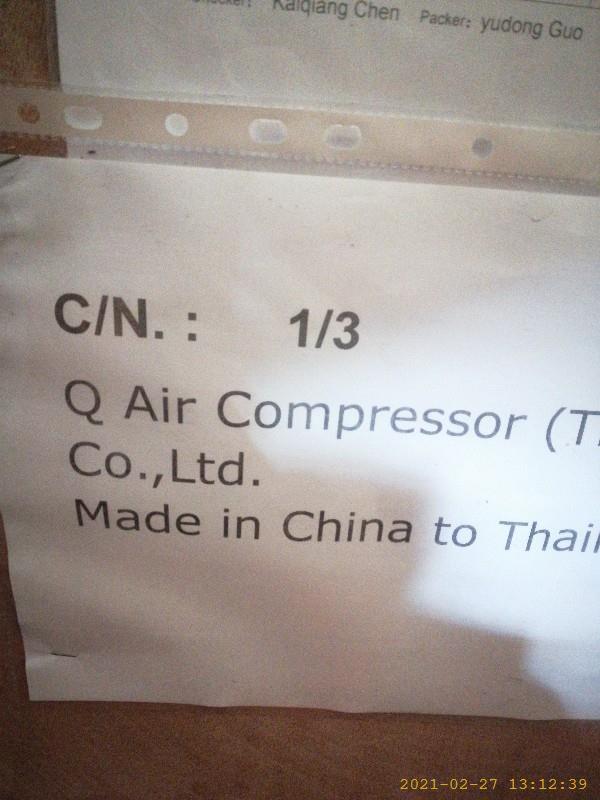 Kaiqiang Chen Packer: yudong Guo
C/N. : 1/3
Q Air Compressor (T
Co.,Ltd.
Made in China to Thail
2021-02-27 13:12:39